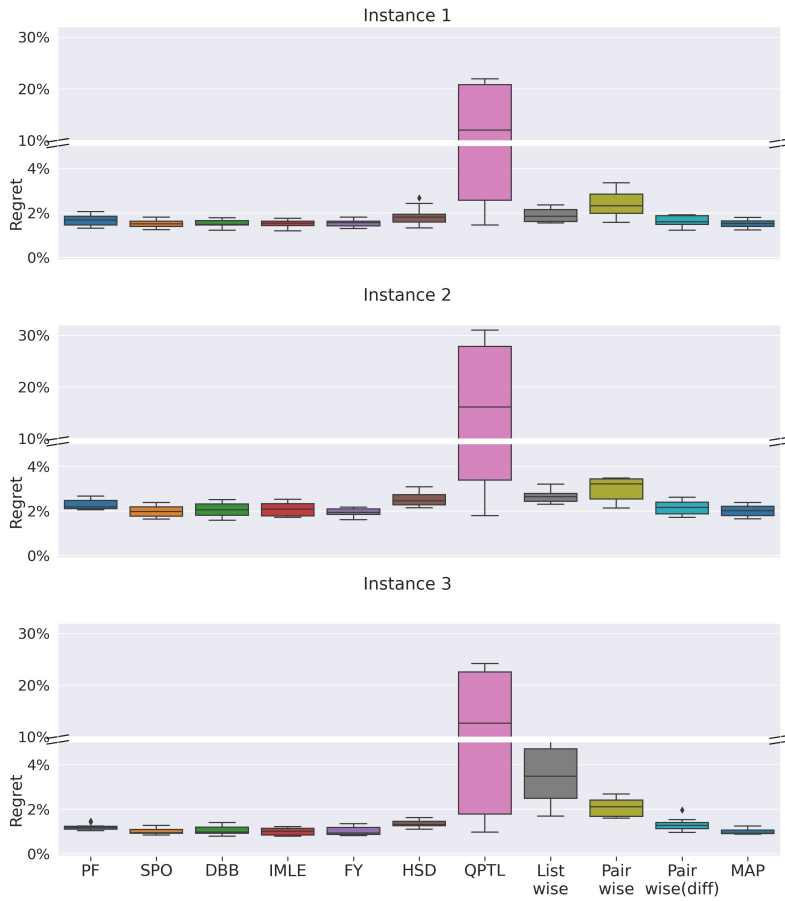 Instance 1
30%
20%
10%
4%
2%
0%
Regret
Instance 2
30%
20%
10%
4%
2%
0%
Regret
Instance 3
30%
20%
10%
4%
2%
0%
Regret
PF SPO DBB IMLE FY HSD QPTL List Pair Pair MAP
wise wise wise(diff)